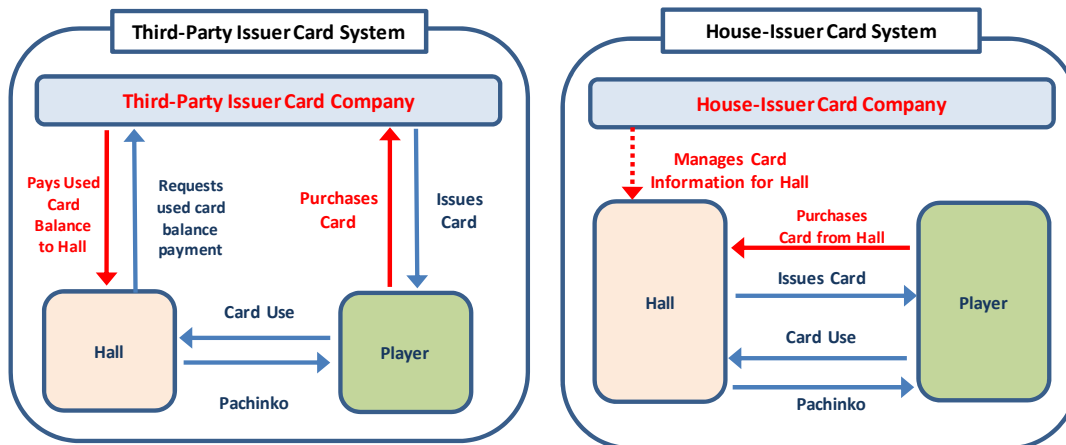 Third-Party Issuer Card System
Third-Party Issuer Card Company
Pays Used
Card
Balance
to Hall
Requests
used card
balance
payment
Purchases
Card
Issues
Card
Hall
Card Use
Player
Pachinko
House-Issuer Card System
House-Issuer Card Company
Manages Card
Information for Hall
Purchases
Card from Hall
Hall
Issues Card
Player
Card Use
Pachinko